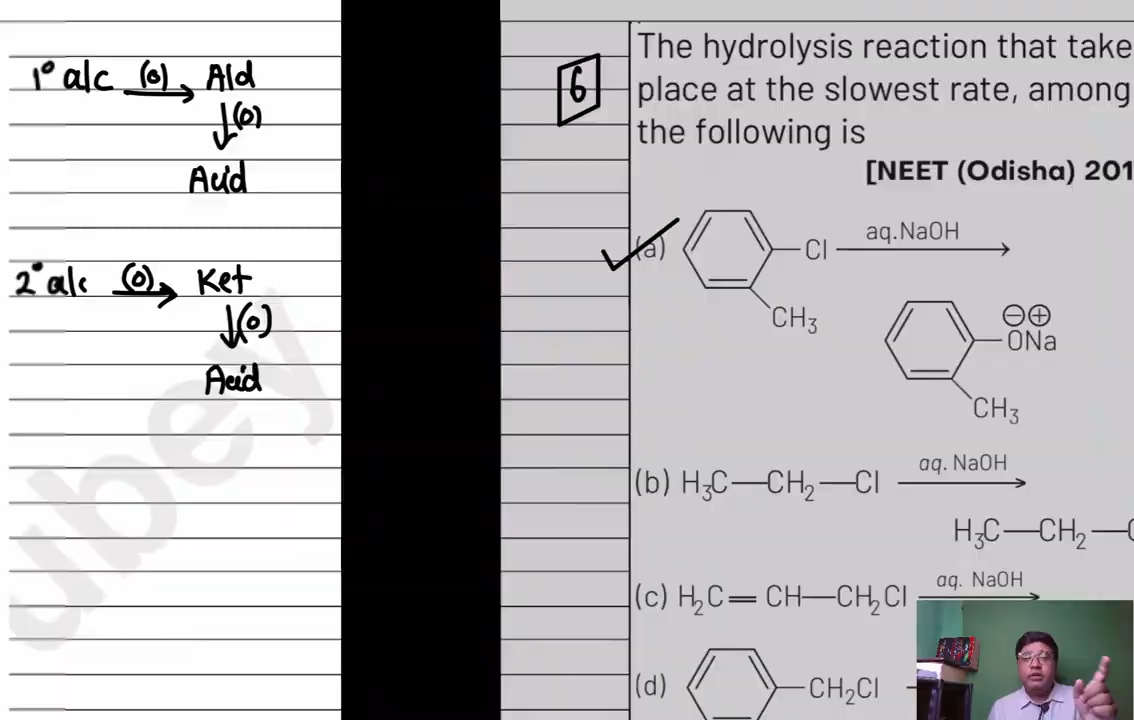 1° alc (O) Ald
(O)
Acid
2° alc (O) Ket
(O)
Acid
ubey
6
The hydrolysis reaction that take
place at the slowest rate, among
the following is
[NEET (Odisha) 201
(a) Cl aq.NaOH
CH₃
⊖⊕
ONa
CH₃
(b) H₃C—CH₂—Cl aq. NaOH
H₃C—CH₂—
(c) H₂C=CH—CH₂Cl aq. NaOH
(d) CH₂Cl